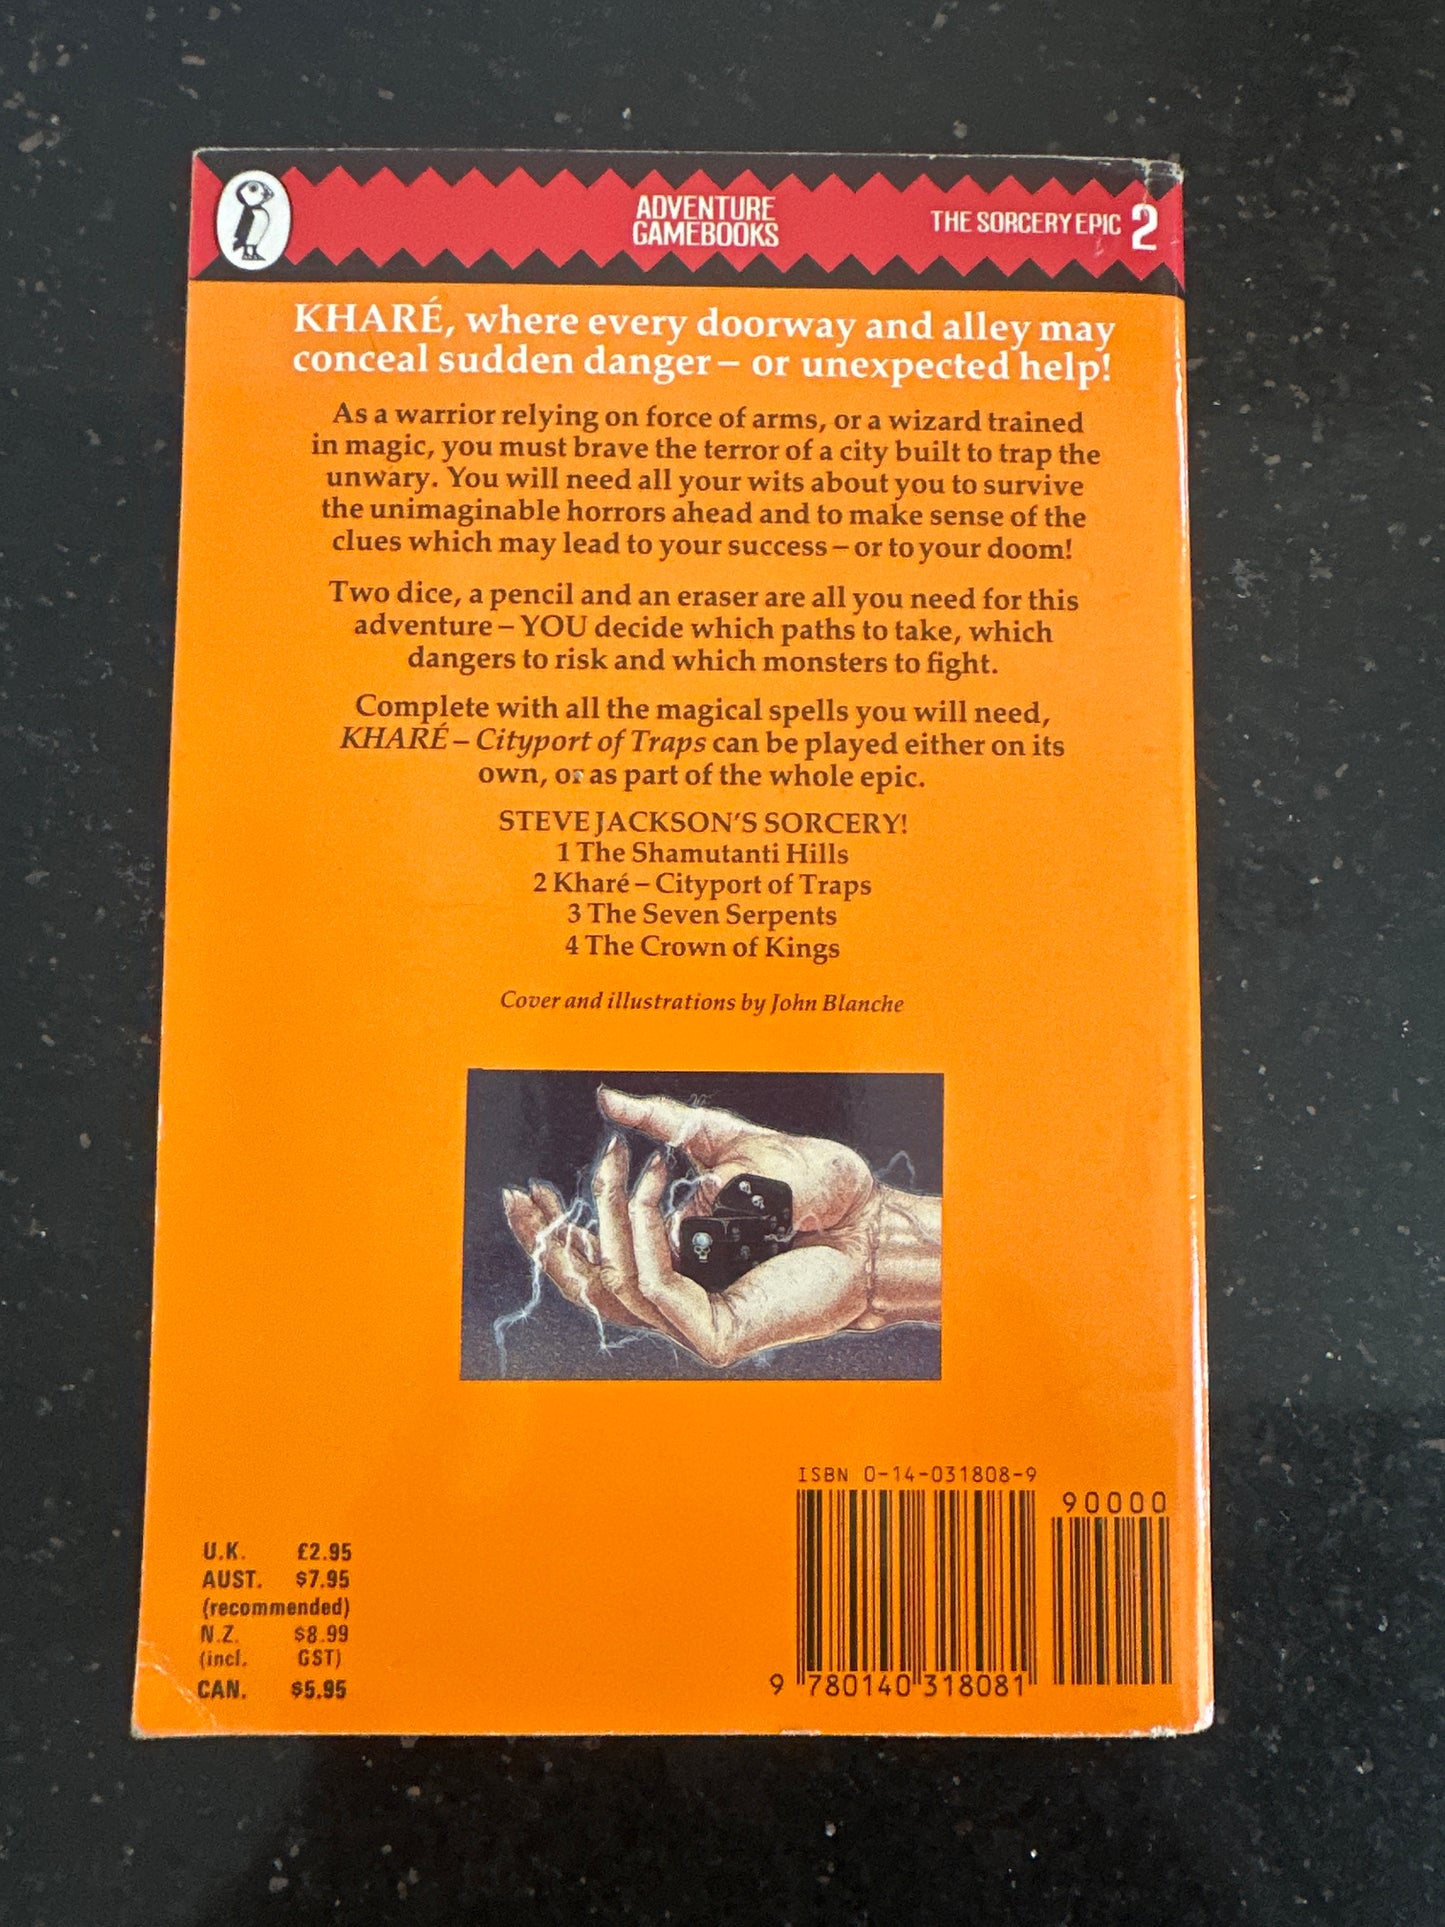 ADVENTURE
GAMEBOOKS
THE SORCERY EPIC 2
KHARÉ, where every doorway and alley may
conceal sudden danger – or unexpected help!
As a warrior relying on force of arms, or a wizard trained
in magic, you must brave the terror of a city built to trap the
unwary. You will need all your wits about you to survive
the unimaginable horrors ahead and to make sense of the
clues which may lead to your success – or to your doom!
Two dice, a pencil and an eraser are all you need for this
adventure – YOU decide which paths to take, which
dangers to risk and which monsters to fight.
Complete with all the magical spells you will need,
KHARÉ – Cityport of Traps can be played either on its
own, or as part of the whole epic.
STEVE JACKSON'S SORCERY!
1 The Shamutanti Hills
2 Kharé – Cityport of Traps
3 The Seven Serpents
4 The Crown of Kings
Cover and illustrations by John Blanche
U.K. £2.95
AUST. $7.95
(recommended)
N.Z. $8.99
(incl. GST)
CAN. $5.95
ISBN 0-14-031808-9
90000
9 780140 318081